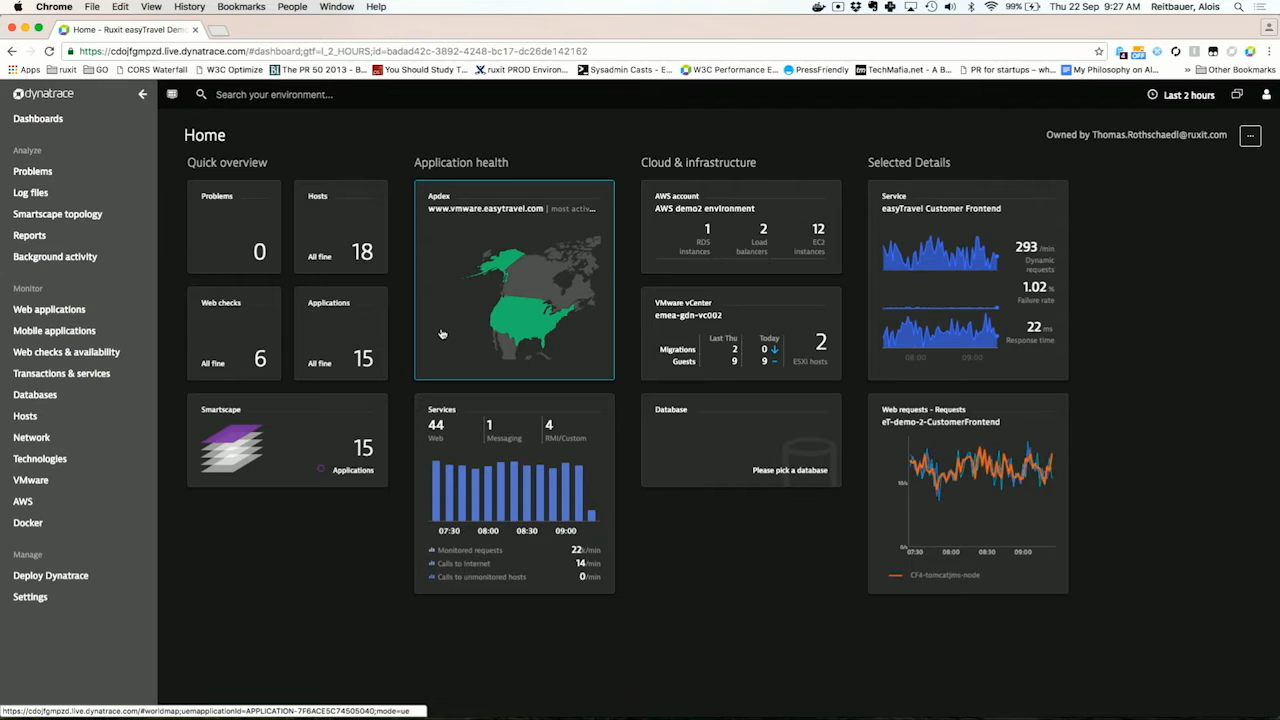 Chrome File Edit View History Bookmarks People Window Help
99% Thu 22 Sep 9:27 AM Reitbauer, Alois
Home - Ruxit easyTravel Dem
https://cdojfgmpzd.live.dynatrace.com/#dashboard;gtf=l_2_HOURS;id=badad42c-3892-4248-bc17-dc26de142162
Apps ruxit GO CORS Waterfall W3C Optimize The PR 50 2013 - B... You Should Study T... ruxit PROD Environ... Sysadmin Casts - E... W3C Performance E... PressFriendly TechMafia.net - A B... PR for startups – wh... My Philosophy on Al... » Other Bookmarks
dynatrace
Search your environment...
Last 2 hours
Dashboards
Analyze
Problems
Log files
Smartscape topology
Reports
Background activity
Monitor
Web applications
Mobile applications
Web checks & availability
Transactions & services
Databases
Hosts
Network
Technologies
VMware
AWS
Docker
Manage
Deploy Dynatrace
Settings
Home
Owned by Thomas.Rothschaedl@ruxit.com
...
Quick overview
Problems
0
Hosts
All fine 18
Web checks
All fine 6
Applications
All fine 15
Smartscape
15
Applications
Application health
Apdex
www.vmware.easytravel.com | most activ...
Services
44 1 4
Web Messaging RMI/Custom
07:30 08:00 08:30 09:00
Monitored requests 22k/min
Calls to Internet 14/min
Calls to unmonitored hosts 0/min
Cloud & infrastructure
AWS account
AWS demo2 environment
1 2 12
RDS instances
Load balancers
EC2 instances
VMware vCenter
emea-gdn-vc002
Last Thu Today
Migrations 2 0
Guests 9 9 –
2
ESXi hosts
Database
Please pick a database
Selected Details
Service
easyTravel Customer Frontend
293 /min
Dynamic requests
1.02 %
Failure rate
22 ms
Response time
08:00 09:00
Web requests - Requests
eT-demo-2-CustomerFrontend
0/s
07:30 08:00 08:30 09:00
CF4-tomcatjms-node
https://cdojfgmpzd.live.dynatrace.com/#worldmap;uemapplicationId=APPLICATION-7F6ACE5C74505040;mode=ue